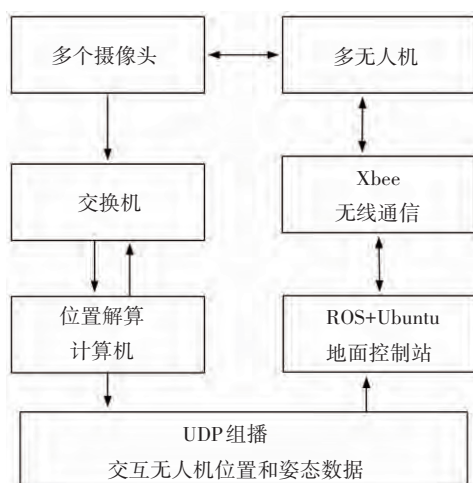 多个摄像头
多无人机
交换机
Xbee
无线通信
位置解算
计算机
ROS+Ubuntu
地面控制站
UDP组播
交互无人机位置和姿态数据